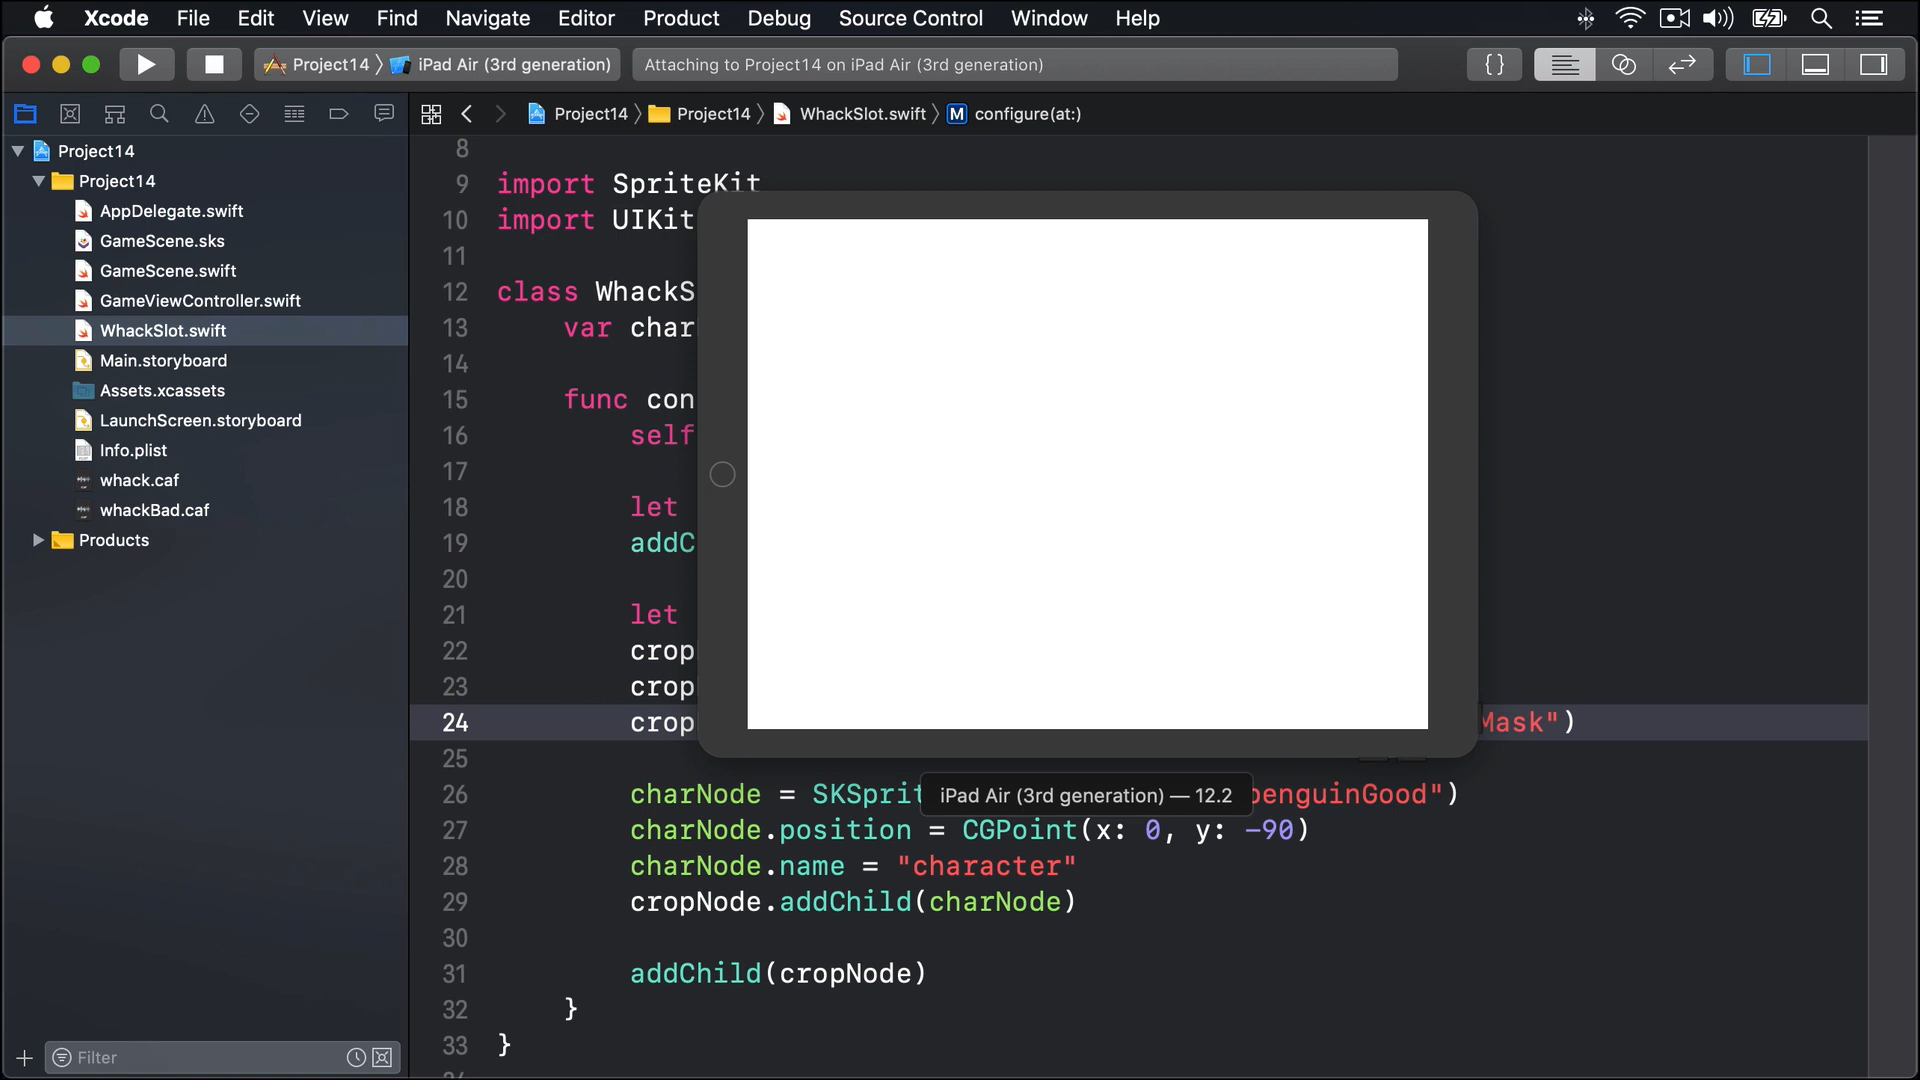 Xcode File Edit View Find Navigate Editor Product Debug Source Control Window Help
Project14 iPad Air (3rd generation) Attaching to Project14 on iPad Air (3rd generation) {}
Project14 Project14 WhackSlot.swift M configure(at:)
Project14
Project14
AppDelegate.swift
GameScene.sks
GameScene.swift
GameViewController.swift
WhackSlot.swift
Main.storyboard
Assets.xcassets
LaunchScreen.storyboard
Info.plist
whack.caf
whackBad.caf
Products
Filter
8
9 import SpriteKit
10 import UIKit
11
12 class WhackS
13 var char
14
15 func con
16 self
17
18 let
19 addC
20
21 let
22 crop
23 crop
24 crop Mask")
25
26 charNode = SKSprit penguinGood")
27 charNode.position = CGPoint(x: 0, y: -90)
28 charNode.name = "character"
29 cropNode.addChild(charNode)
30
31 addChild(cropNode)
32 }
33 }
iPad Air (3rd generation) — 12.2